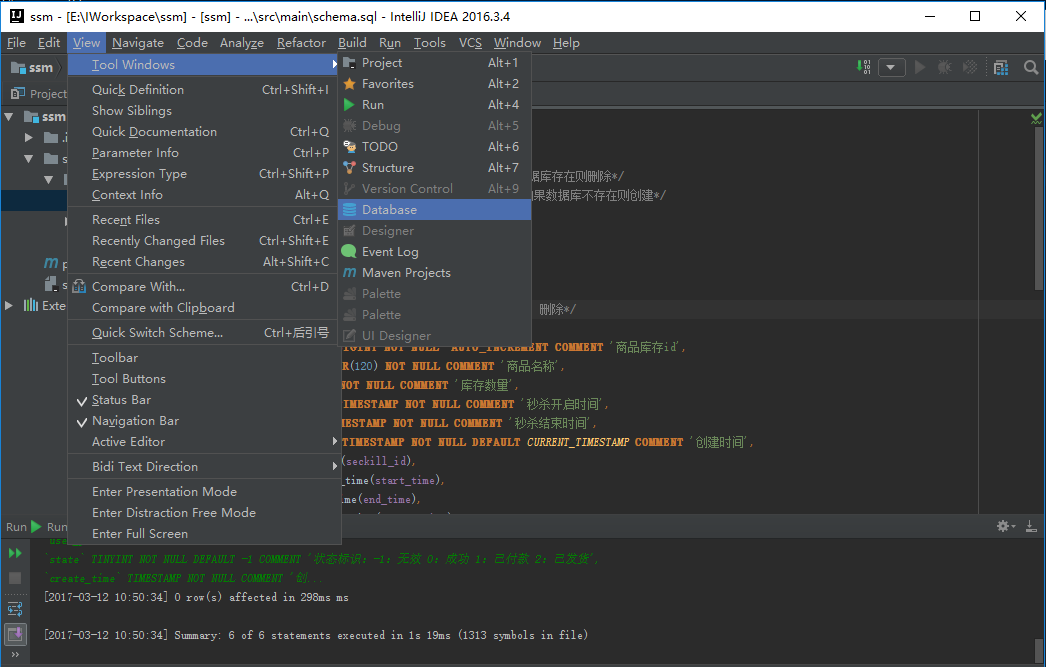 ssm - [E:\IWorkspace\ssm] - [ssm] - ...\src\main\schema.sql - IntelliJ IDEA 2016.3.4
File Edit View Navigate Code Analyze Refactor Build Run Tools VCS Window Help
ssm
Project
ssm
Tool Windows
Quick Definition Ctrl+Shift+I
Show Siblings
Quick Documentation Ctrl+Q
Parameter Info Ctrl+P
Expression Type Ctrl+Shift+P
Context Info Alt+Q
Recent Files Ctrl+E
Recently Changed Files Ctrl+Shift+E
Recent Changes Alt+Shift+C
Compare With... Ctrl+D
Compare with Clipboard
Quick Switch Scheme... Ctrl+后引号
Toolbar
Tool Buttons
Status Bar
Navigation Bar
Active Editor
Bidi Text Direction
Enter Presentation Mode
Enter Distraction Free Mode
Enter Full Screen
Project Alt+1
Favorites Alt+2
Run Alt+4
Debug Alt+5
TODO Alt+6
Structure Alt+7
Version Control Alt+9
Database
Designer
Event Log
Maven Projects
Palette
Palette
UI Designer
Exte
据库存在则删除*/
果数据库不存在则创建*/
删除*/
IGINT NOT NULL AUTO_INCREMENT COMMENT '商品库存id',
R(120) NOT NULL COMMENT '商品名称',
NOT NULL COMMENT '库存数量',
IMESTAMP NOT NULL COMMENT '秒杀开启时间',
MESTAMP NOT NULL COMMENT '秒杀结束时间',
TIMESTAMP NOT NULL DEFAULT CURRENT_TIMESTAMP COMMENT '创建时间',
(seckill_id),
_time(start_time),
me(end_time),
Run Run
`state` TINYINT NOT NULL DEFAULT -1 COMMENT '状态标识：-1：无效 0：成功 1：已付款 2：已发货',
`create_time` TIMESTAMP NOT NULL COMMENT '创...
[2017-03-12 10:50:34] 0 row(s) affected in 298ms ms
[2017-03-12 10:50:34] Summary: 6 of 6 statements executed in 1s 19ms (1313 symbols in file)